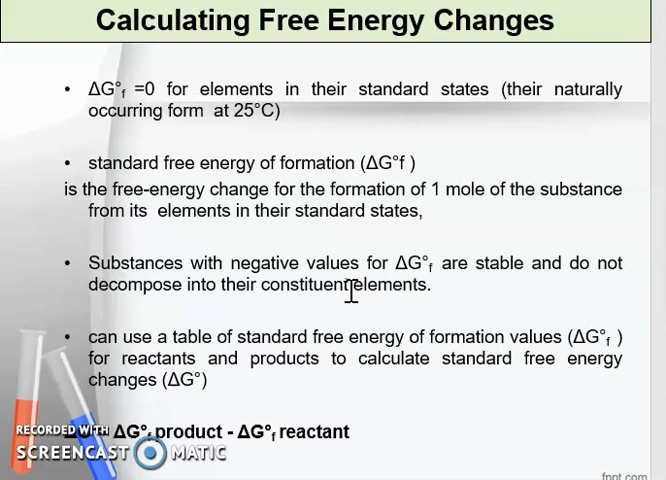 Calculating Free Energy Changes
• ΔG°f =0 for elements in their standard states (their naturally
occurring form at 25°C)
• standard free energy of formation (ΔG°f )
is the free-energy change for the formation of 1 mole of the substance
from its elements in their standard states,
• Substances with negative values for ΔG°f are stable and do not
decompose into their constituent elements.
• can use a table of standard free energy of formation values (ΔG°f )
for reactants and products to calculate standard free energy
changes (ΔG°)
ΔG°f product - ΔG°f reactant
RECORDED WITH
SCREENCAST MATIC
fppt.com